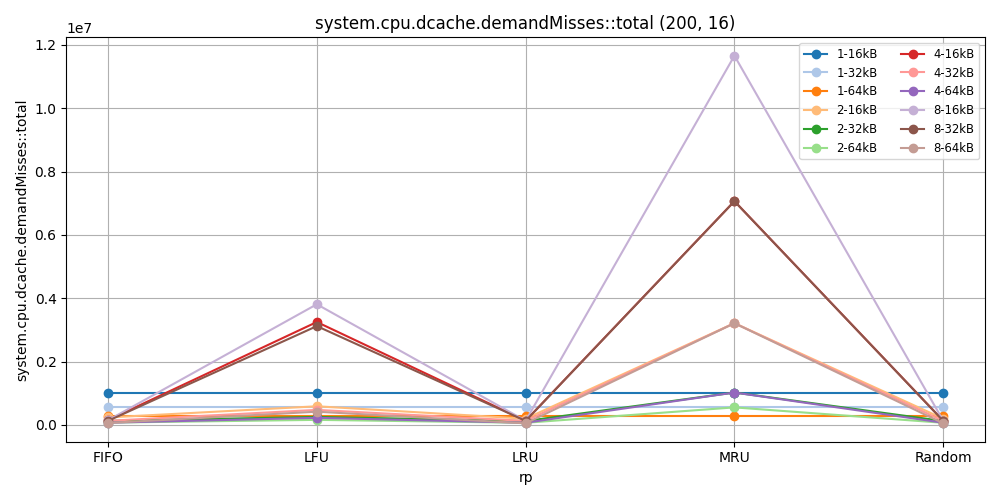 system.cpu.dcache.demandMisses::total (200, 16)
1e7
1.2
1.0
0.8
0.6
0.4
0.2
0.0
system.cpu.dcache.demandMisses::total
FIFO LFU LRU MRU Random
rp
1-16kB 4-16kB
1-32kB 4-32kB
1-64kB 4-64kB
2-16kB 8-16kB
2-32kB 8-32kB
2-64kB 8-64kB